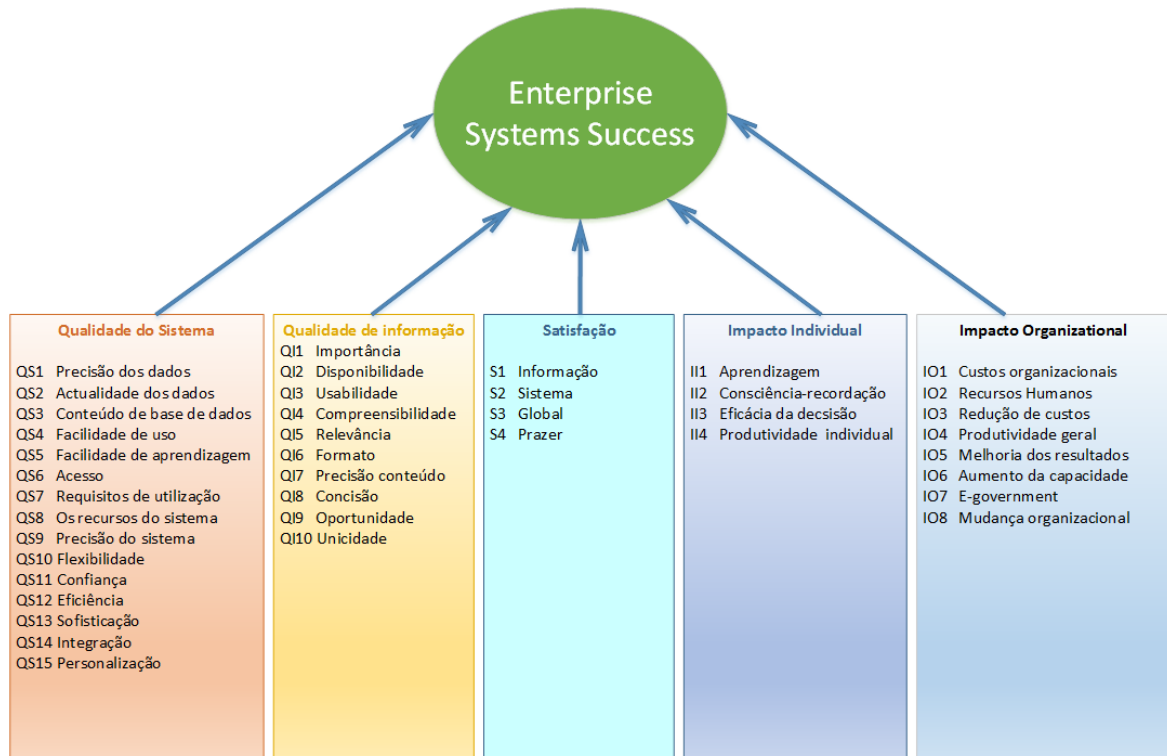 Enterprise
Systems Success
Qualidade do Sistema
QS1 Precisão dos dados
QS2 Actualidade dos dados
QS3 Conteúdo de base de dados
QS4 Facilidade de uso
QS5 Facilidade de aprendizagem
QS6 Acesso
QS7 Requisitos de utilização
QS8 Os recursos do sistema
QS9 Precisão do sistema
QS10 Flexibilidade
QS11 Confiança
QS12 Eficiência
QS13 Sofisticação
QS14 Integração
QS15 Personalização
Qualidade de informação
QI1 Importância
QI2 Disponibilidade
QI3 Usabilidade
QI4 Compreensibilidade
QI5 Relevância
QI6 Formato
QI7 Precisão conteúdo
QI8 Concisão
QI9 Oportunidade
QI10 Unicidade
Satisfação
S1 Informação
S2 Sistema
S3 Global
S4 Prazer
Impacto Individual
II1 Aprendizagem
II2 Consciência-recordação
II3 Eficácia da decsisão
II4 Produtividade individual
Impacto Organizational
IO1 Custos organizacionais
IO2 Recursos Humanos
IO3 Redução de custos
IO4 Produtividade geral
IO5 Melhoria dos resultados
IO6 Aumento da capacidade
IO7 E-government
IO8 Mudança organizacional